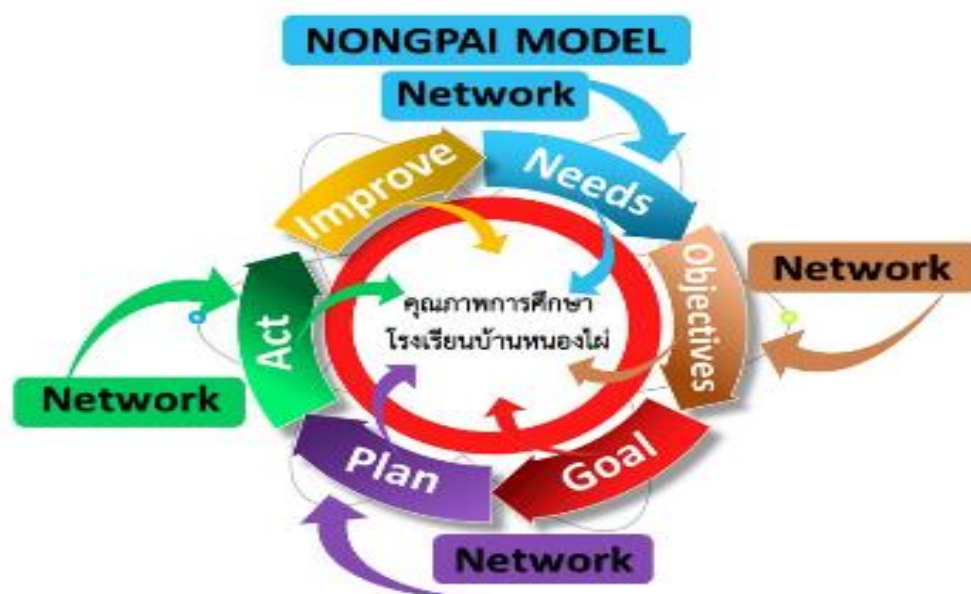 NONGPAI MODEL
Network
Improve
Needs
Objectives
Network
คุณภาพการศึกษา
โรงเรียนบ้านหนองไผ่
Act
Network
Plan
Goal
Network